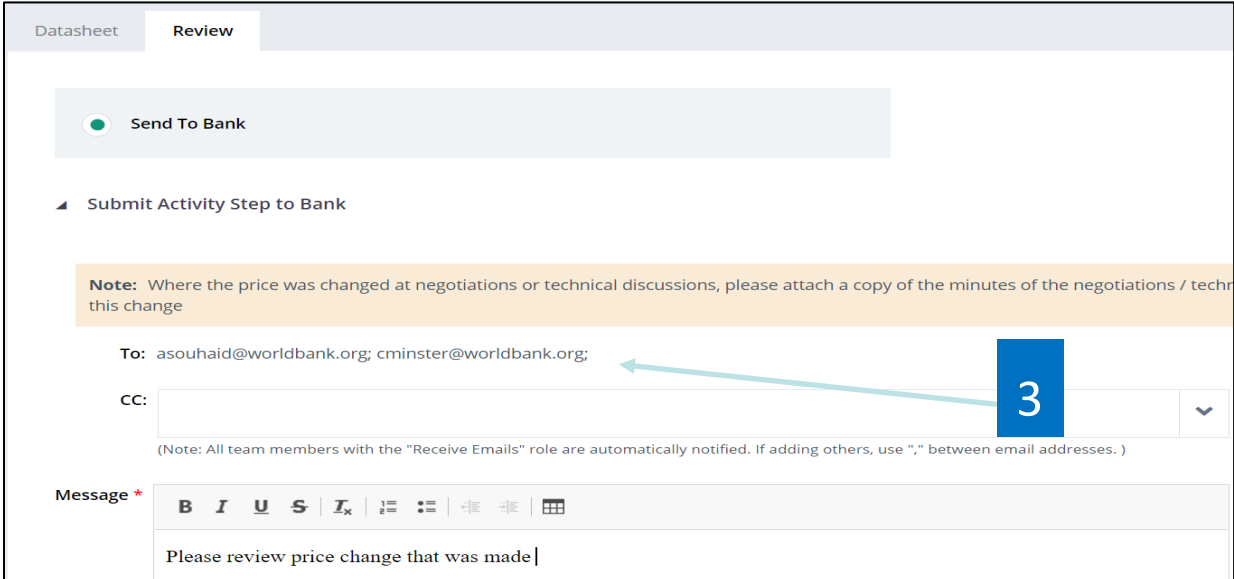 Datasheet Review
Send To Bank
Submit Activity Step to Bank
Note: Where the price was changed at negotiations or technical discussions, please attach a copy of the minutes of the negotiations /
this change
To: asouhaid@worldbank.org; cminster@worldbank.org;
3
CC:
(Note: All team members with the "Receive Emails" role are automatically notified. If adding others, use "," between email addresses. )
Message *
B I U S Ix
Please review price change that was made